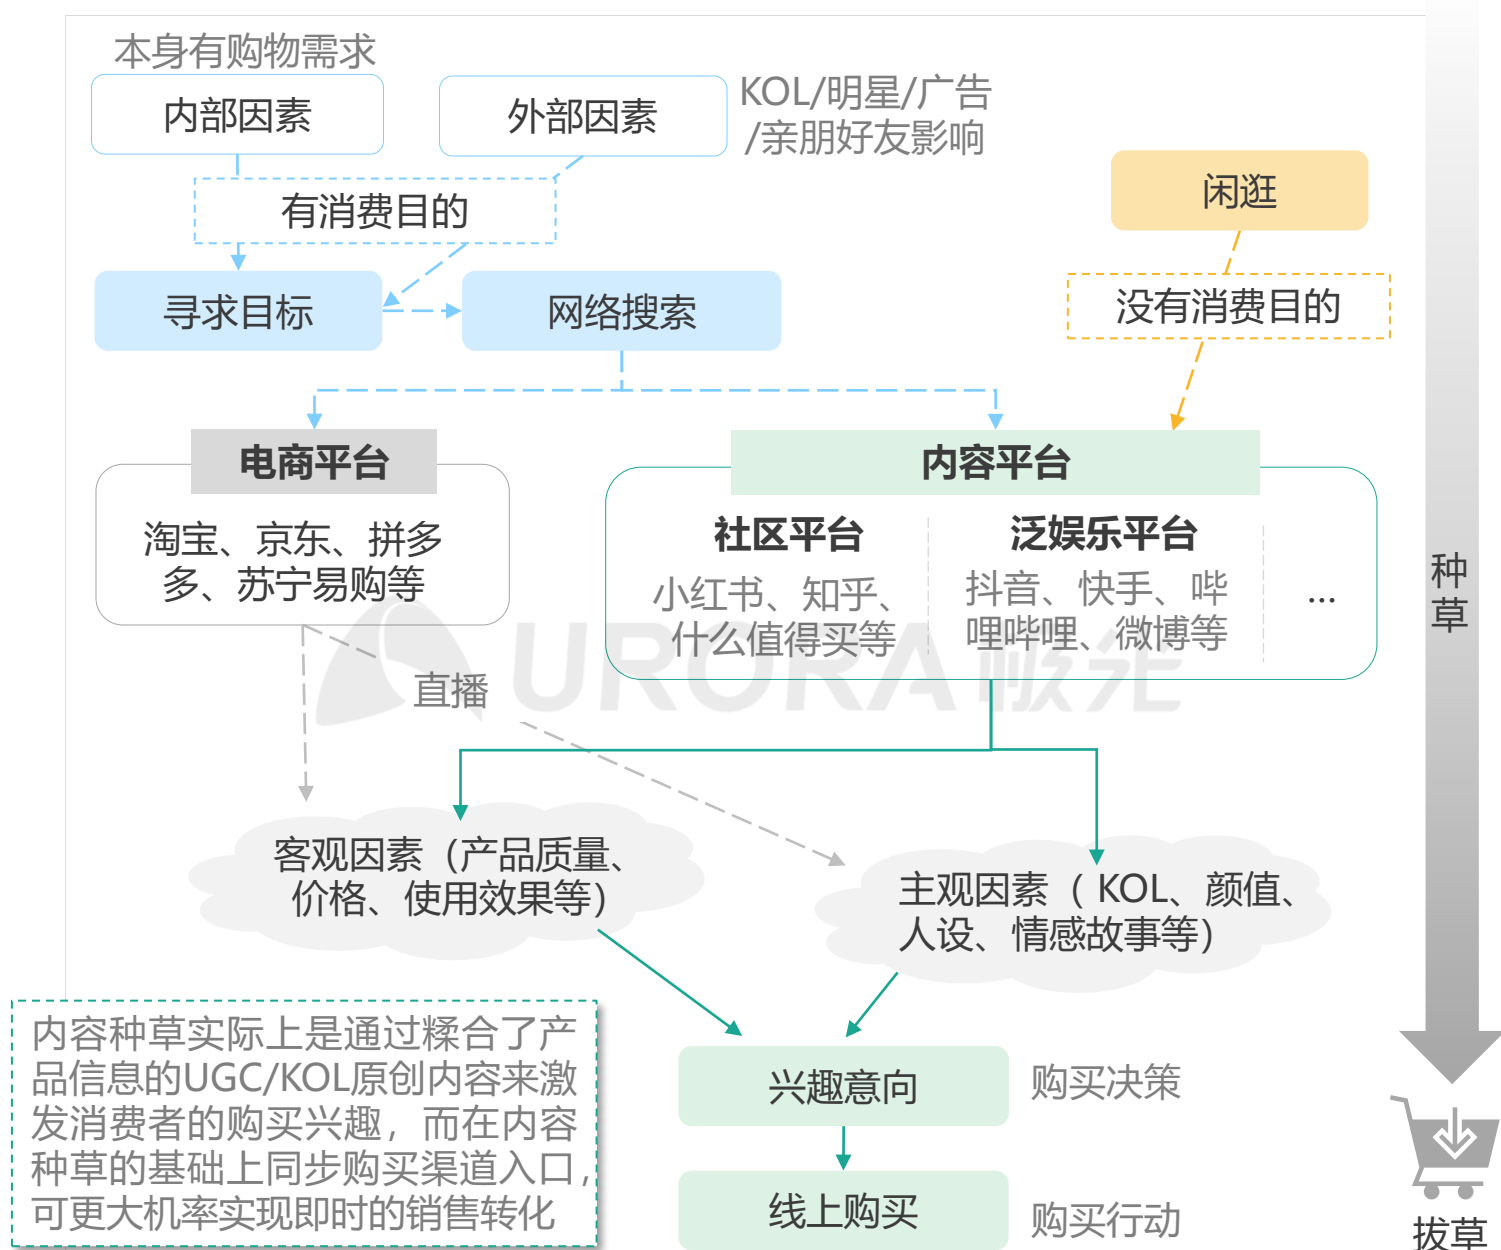 本身有购物需求
内部因素
外部因素
KOL/明星/广告
/亲朋好友影响
有消费目的
闲逛
没有消费目的
寻求目标
网络搜索
电商平台
淘宝、京东、拼多
多、苏宁易购等
内容平台
社区平台
小红书、知乎、
什么值得买等
泛娱乐平台
抖音、快手、哔
哩哔哩、微博等
...
种
草
URORA 极光
直播
客观因素（产品质量、
价格、使用效果等）
主观因素（ KOL、颜值、
人设、情感故事等）
内容种草实际上是通过糅合了产
品信息的UGC/KOL原创内容来激
发消费者的购买兴趣，而在内容
种草的基础上同步购买渠道入口，
可更大机率实现即时的销售转化
兴趣意向
购买决策
线上购买
购买行动
拔草